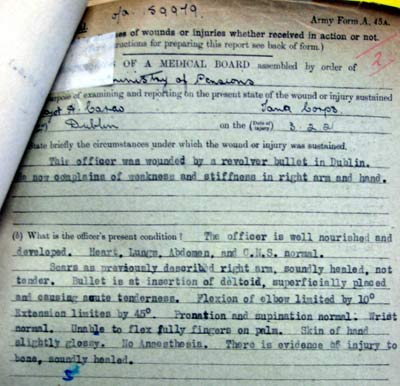 o/a. 59979
Army Form A. 45A.
ses of wounds or injuries whether received in action or not.
tructions for preparing this report see back of form.)
2
S OF A MEDICAL BOARD assembled by order of
Ministry of Pensions
urpose of examining and reporting on the present state of the wound or injury sustained
A. Carew Tank Corps.
Dublin on the (Date of injury) 3.2.2
State briefly the circumstances under which the wound or injury was sustained.
This officer was wounded by a revolver bullet in Dublin.
He now complains of weakness and stiffness in right arm and hand.
(b) What is the officer's present condition? The officer is well nourished and
developed. Heart, Lungs, Abdomen, and C.N.S. normal.
Scars as previously described right arm, soundly healed, not
tender. Bullet is at insertion of deltoid, superficially placed
and causing acute tenderness. Flexion of elbow limited by 10°
Extension limites by 45° Pronation and supination normal: Wrist
normal. Unable to flex fully fingers on palm. Skin of hand
slightly glossy. No Anaesthesia. There is evidence of injury to
bone, soundly healed.